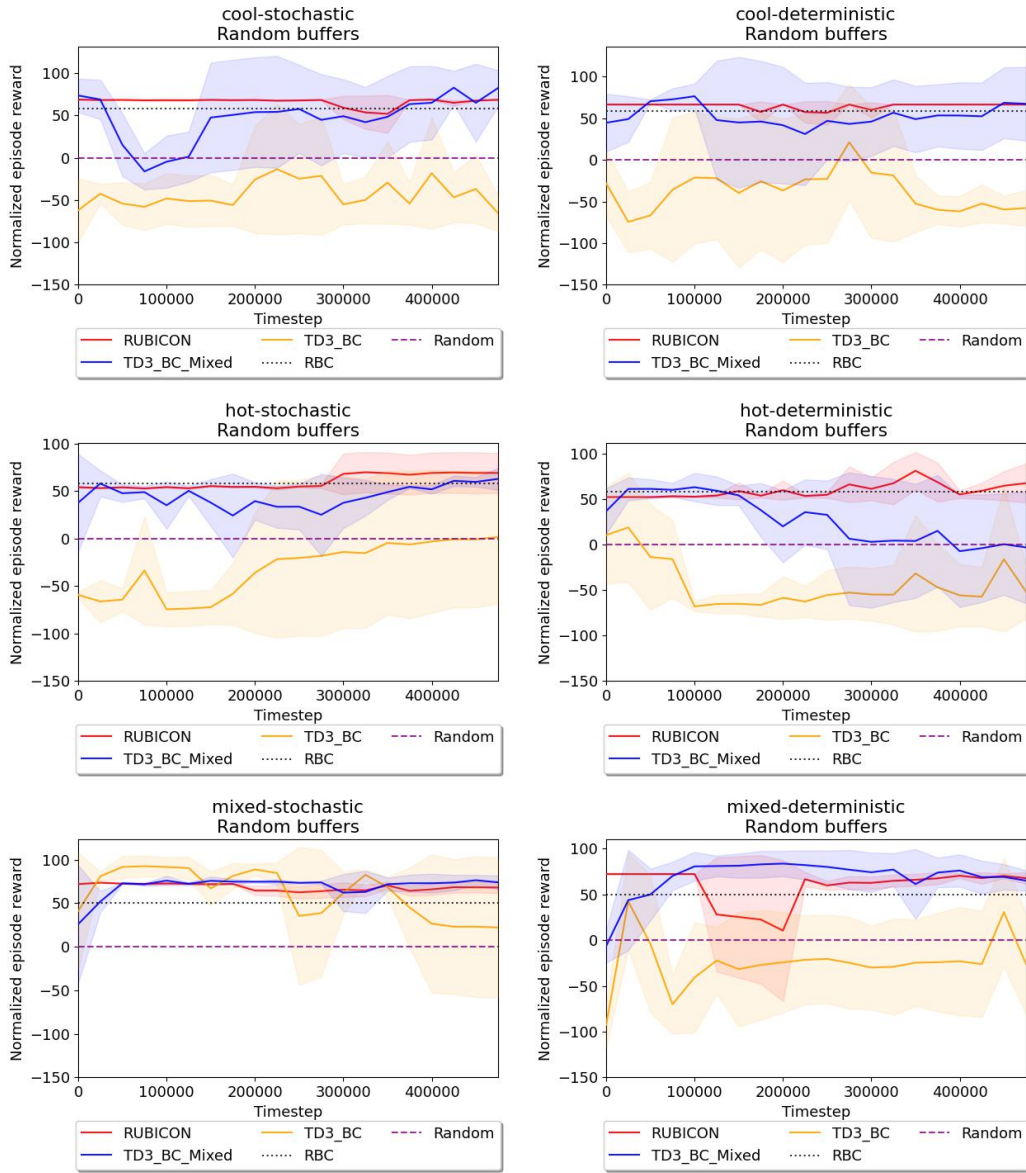 cool-stochastic
Random buffers
Normalized episode reward
100
50
0
−50
−100
−150
0 100000 200000 300000 400000
Timestep
RUBICON TD3_BC Random
TD3_BC_Mixed RBC
cool-deterministic
Random buffers
Normalized episode reward
100
50
0
−50
−100
−150
0 100000 200000 300000 400000
Timestep
RUBICON TD3_BC Random
TD3_BC_Mixed RBC
hot-stochastic
Random buffers
Normalized episode reward
100
50
0
−50
−100
−150
0 100000 200000 300000 400000
Timestep
RUBICON TD3_BC Random
TD3_BC_Mixed RBC
hot-deterministic
Random buffers
Normalized episode reward
100
50
0
−50
−100
−150
0 100000 200000 300000 400000
Timestep
RUBICON TD3_BC Random
TD3_BC_Mixed RBC
mixed-stochastic
Random buffers
Normalized episode reward
100
50
0
−50
−100
−150
0 100000 200000 300000 400000
Timestep
RUBICON TD3_BC Random
TD3_BC_Mixed RBC
mixed-deterministic
Random buffers
Normalized episode reward
100
50
0
−50
−100
−150
0 100000 200000 300000 400000
Timestep
RUBICON TD3_BC Random
TD3_BC_Mixed RBC